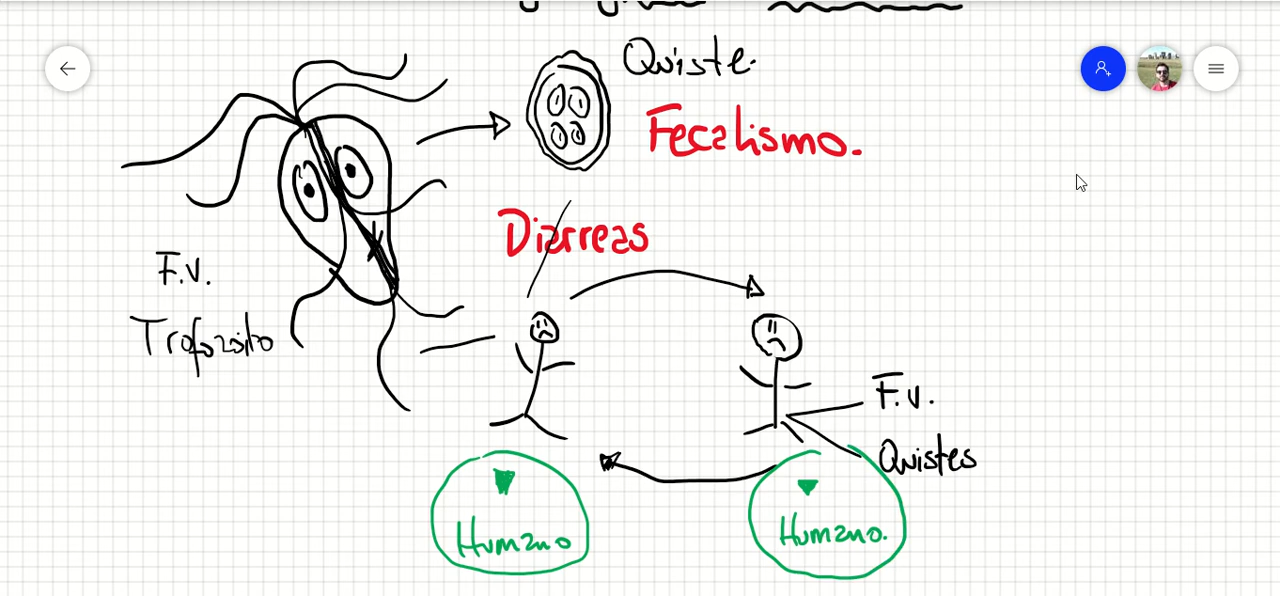 Quiste.
Fecalismo.
Diarreas
F.V.
Trofozoito
F.V.
Quistes
Humano
Humano.